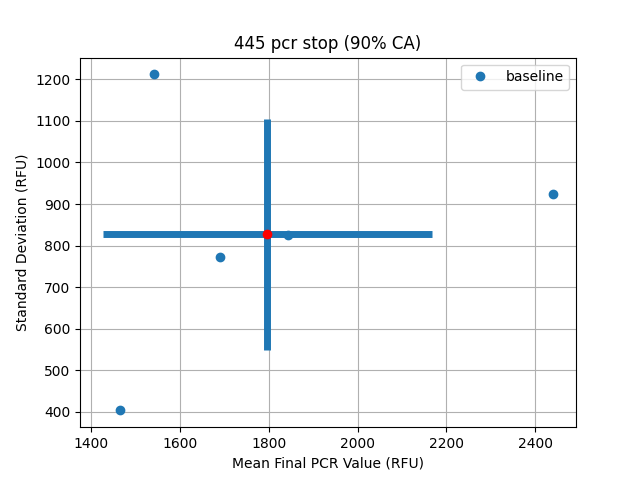 445 pcr stop (90% CA)
baseline
1200
1100
1000
900
800
700
600
500
400
Standard Deviation (RFU)
1400 1600 1800 2000 2200 2400
Mean Final PCR Value (RFU)